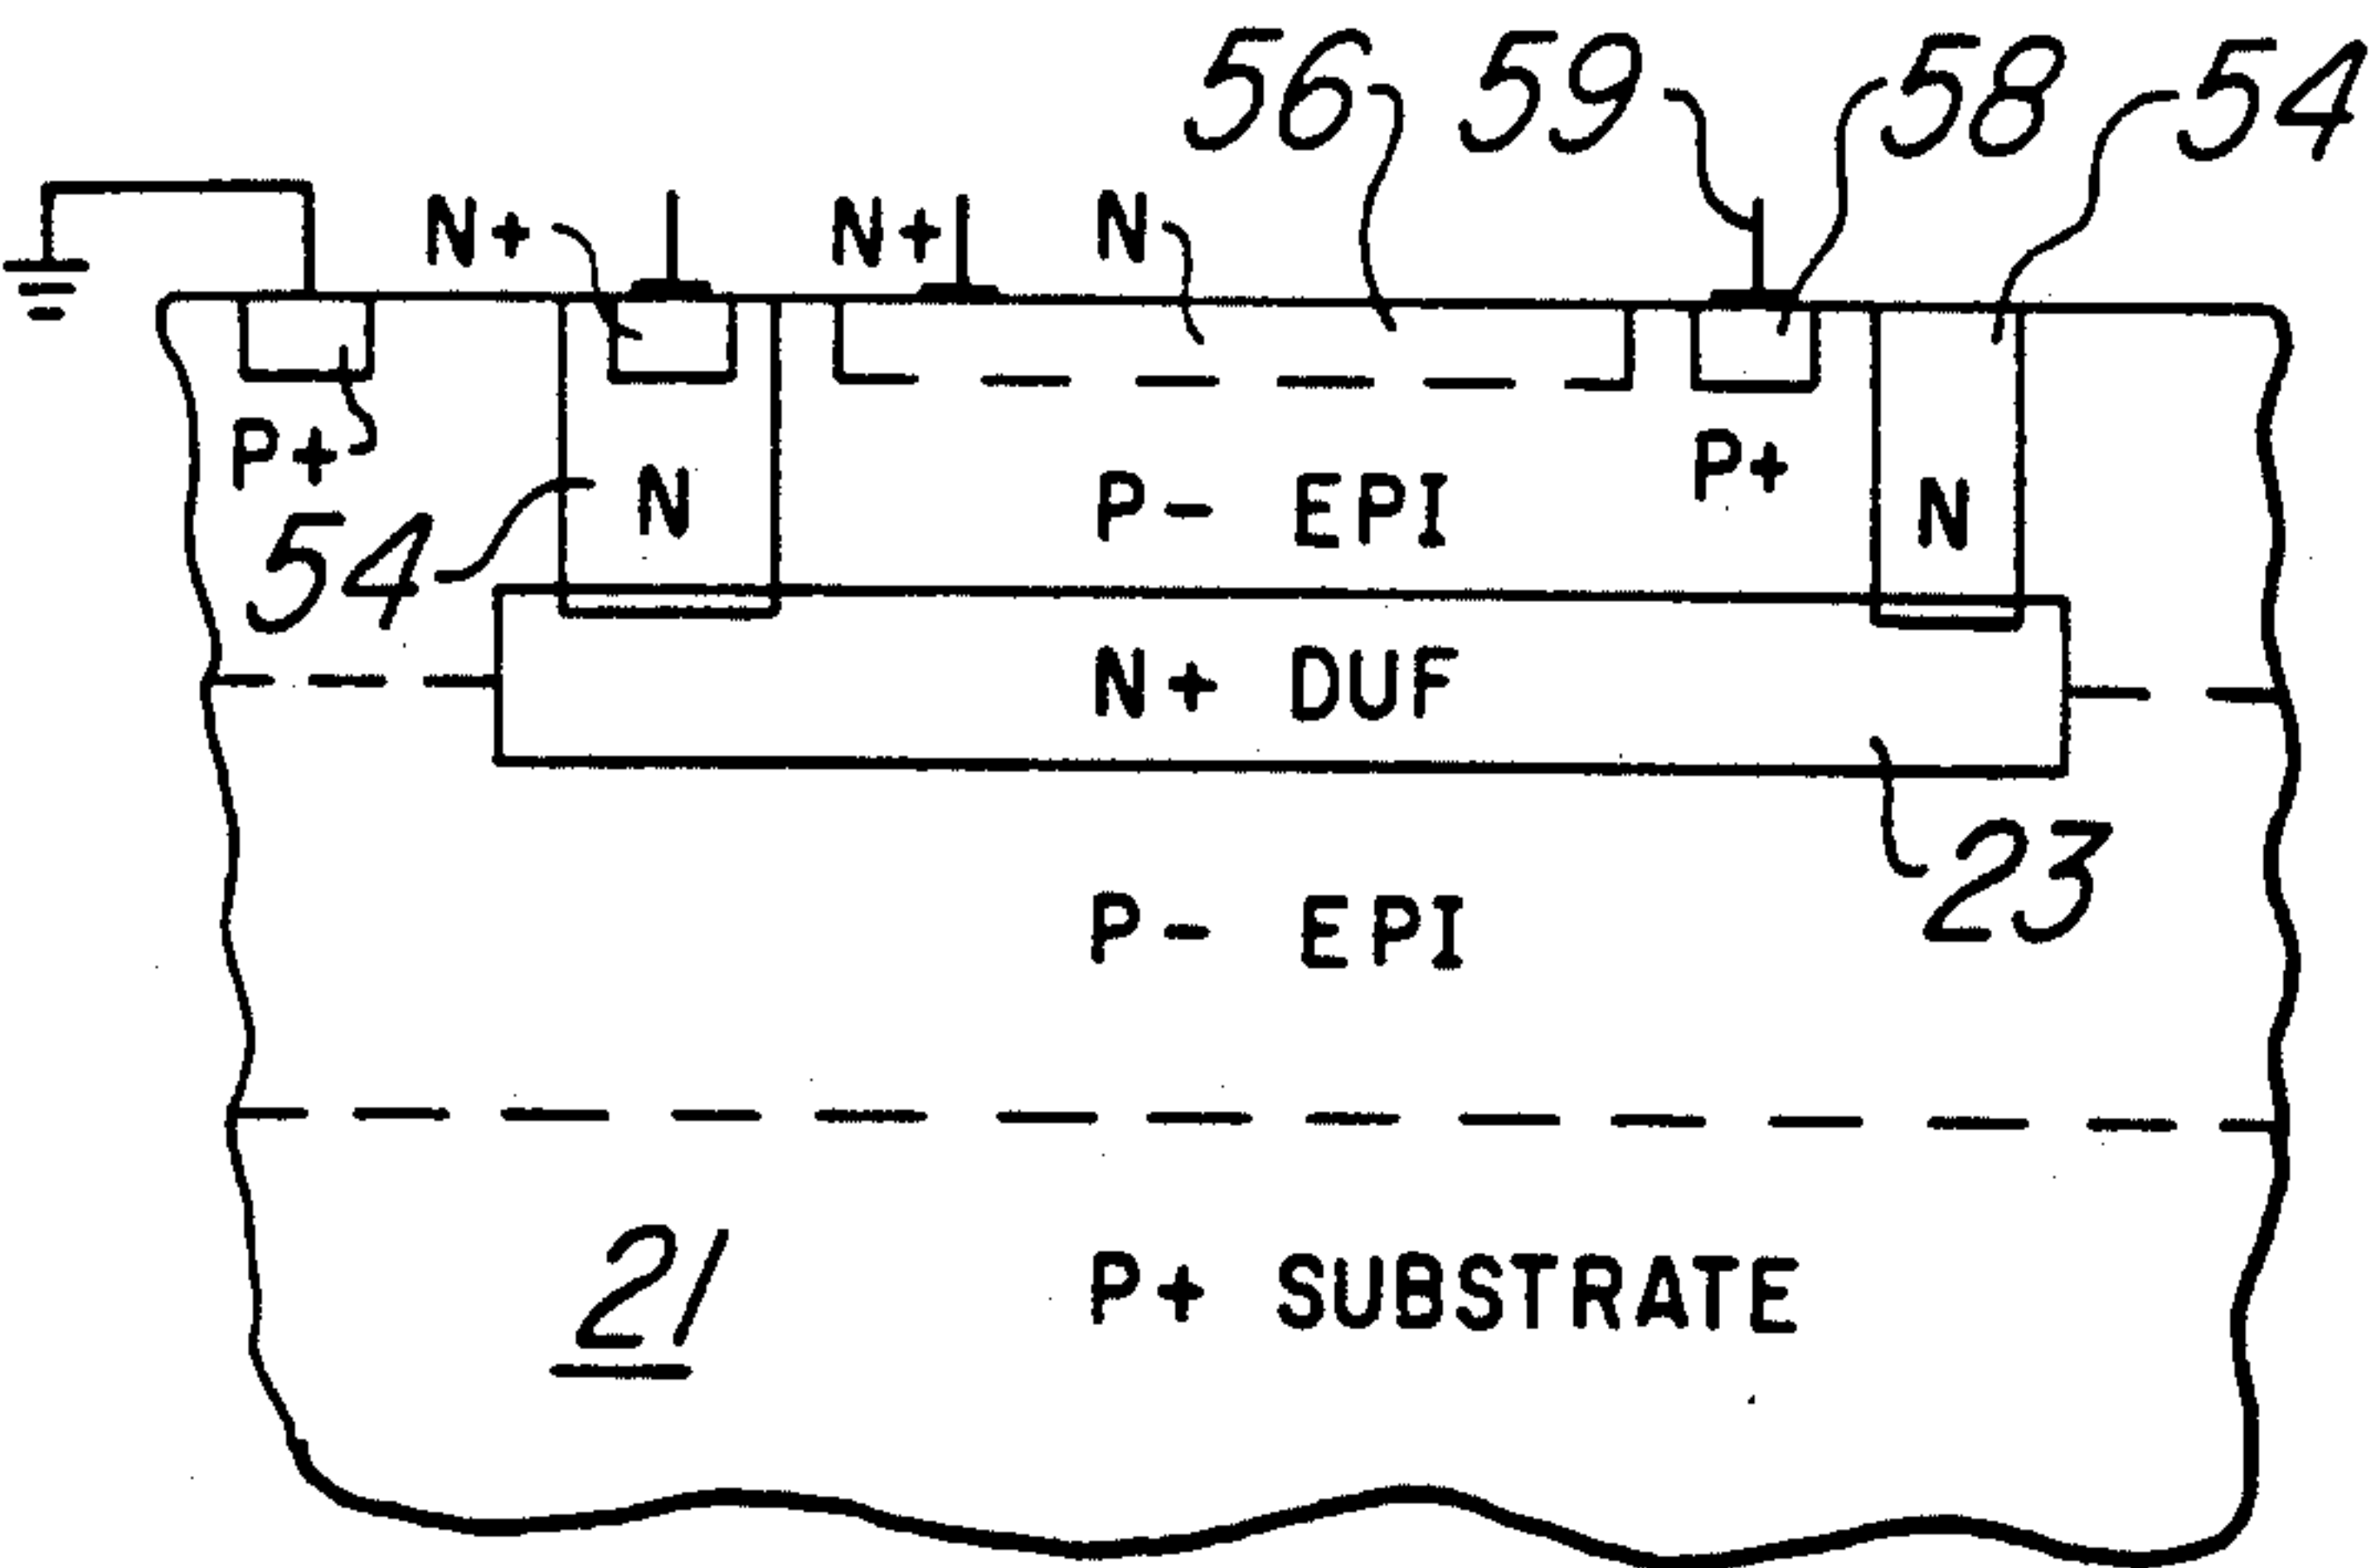 56 59 58 54
N+ N+ N
P+ P+
54 N P- EPI N
N+ DUF
23
P- EPI
21 P+ SUBSTRATE